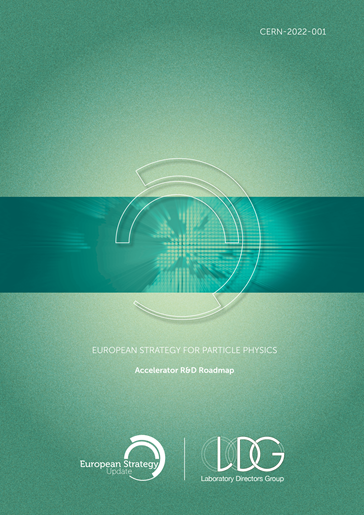 CERN-2022-001
EUROPEAN STRATEGY FOR PARTICLE PHYSICS
Accelerator R&D Roadmap
European Strategy
Update
LDG
Laboratory Directors Group